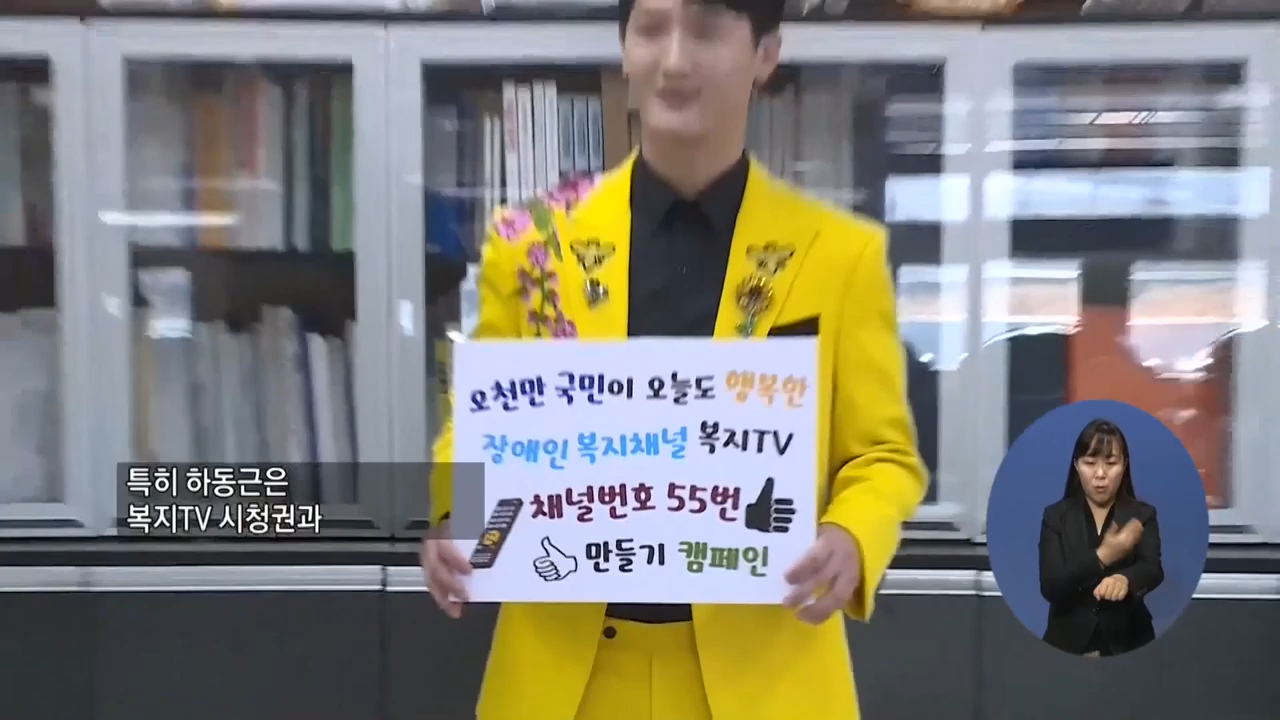 오천만 국민이 오늘도 행복한
장애인 복지채널 복지TV
채널번호 55번
만들기 캠페인
특히 하동근은
복지TV 시청권과